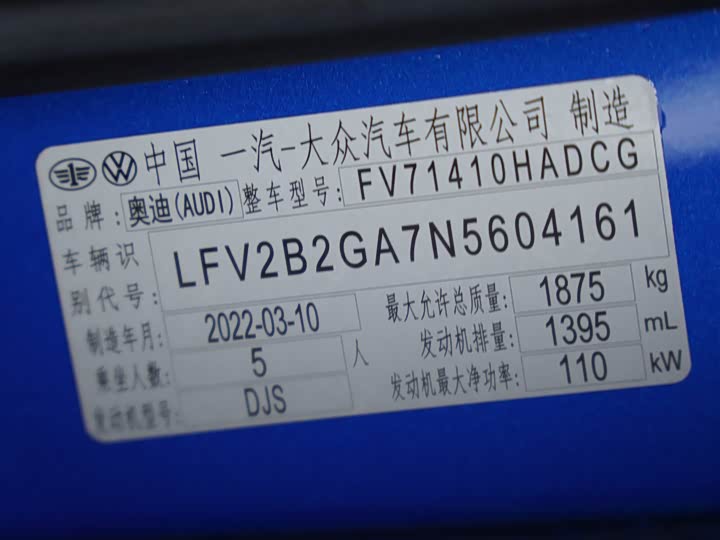 中国 一汽-大众汽车有限公司 制造
品牌: 奥迪(AUDI) 整车型号: FV71410HADCG
车辆识别代号: LFV2B2GA7N5604161
制造年月: 2022-03-10 最大允许总质量: 1875 kg
乘坐人数: 5 人 发动机排量: 1395 mL
发动机型号: DJS 发动机最大净功率: 110 kW